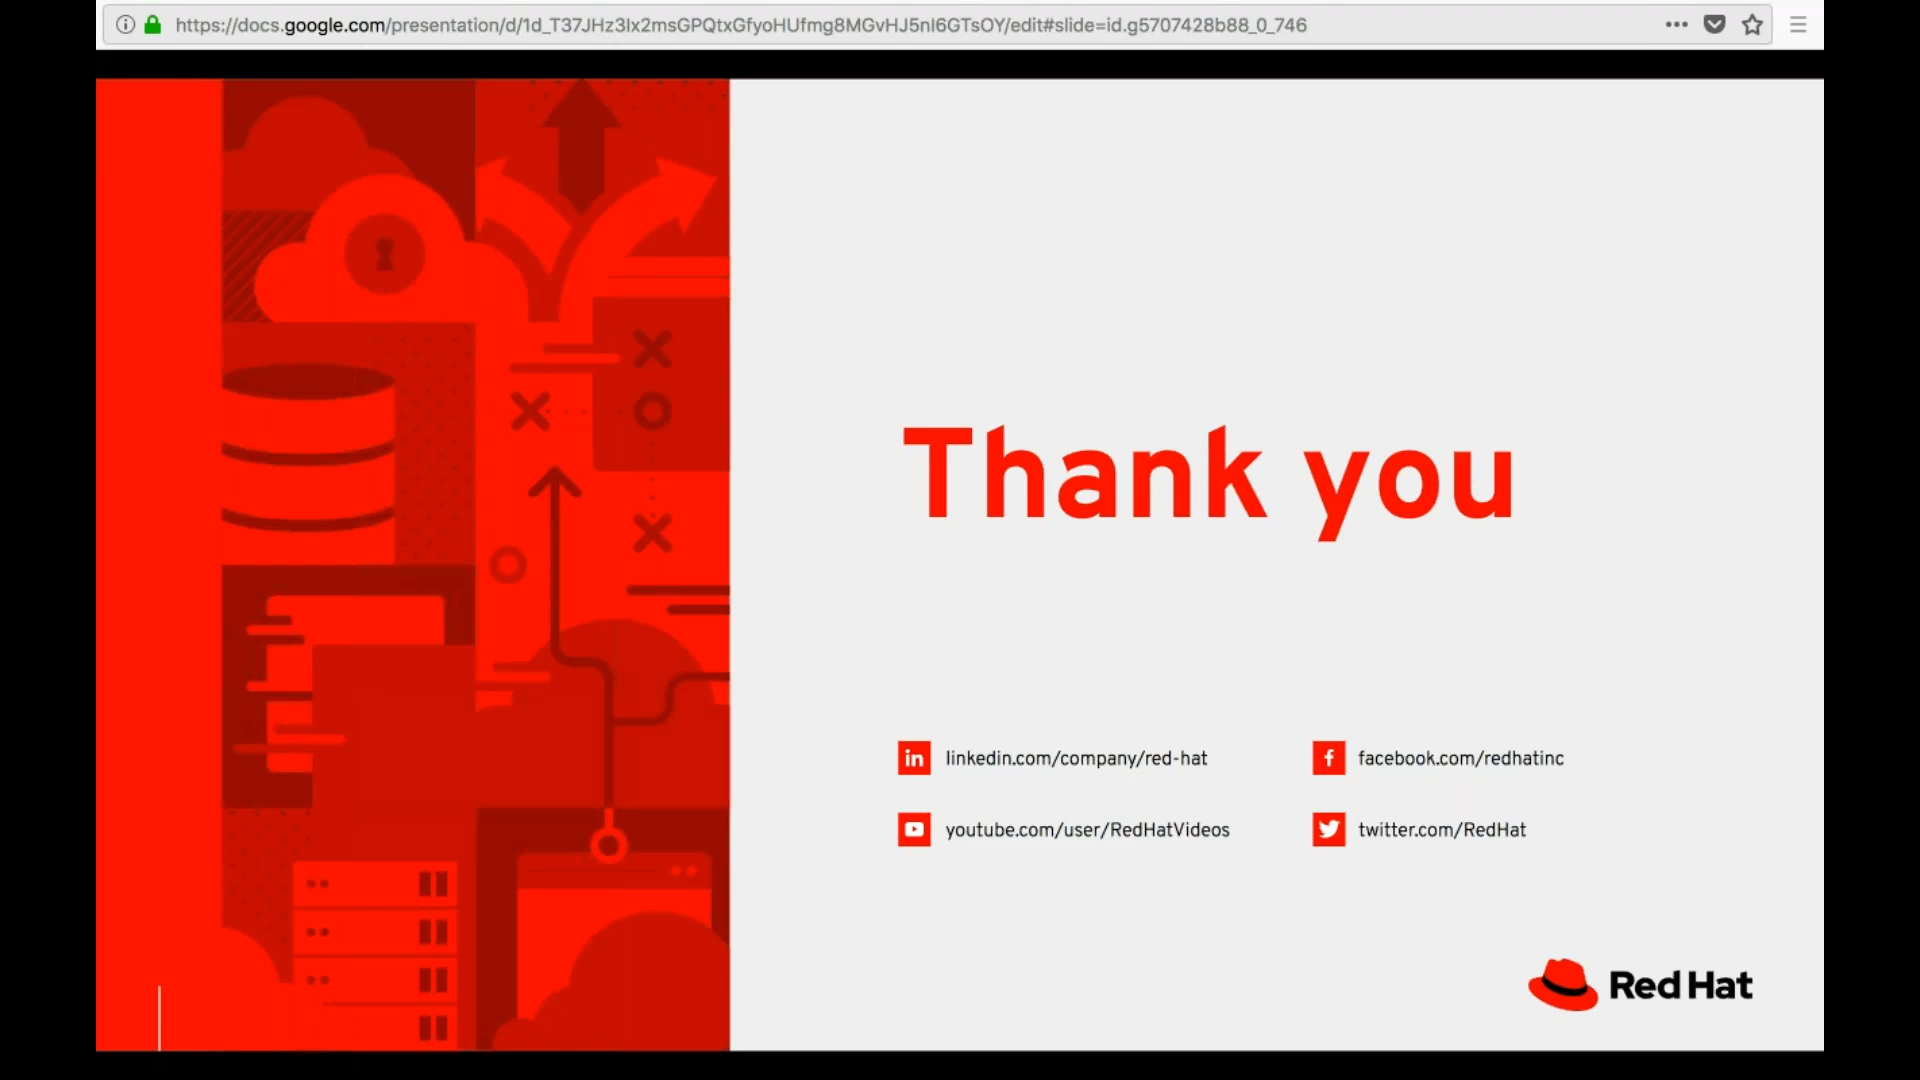 https://docs.google.com/presentation/d/1d_T37JHz3Ix2msGPQtxGfyoHUfmg8MGvHJ5nI6GTsOY/edit#slide=id.g5707428b88_0_746
Thank you
linkedin.com/company/red-hat
facebook.com/redhatinc
youtube.com/user/RedHatVideos
twitter.com/RedHat
Red Hat